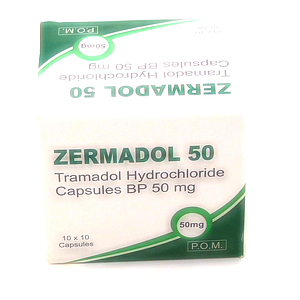 P.O.M.
50mg
Capsules BP 50 mg
Tramadol Hydrochloride
ZERMADOL 50
ZERMADOL 50
Tramadol Hydrochloride
Capsules BP 50 mg
10 x 10
Capsules
50mg
P.O.M.